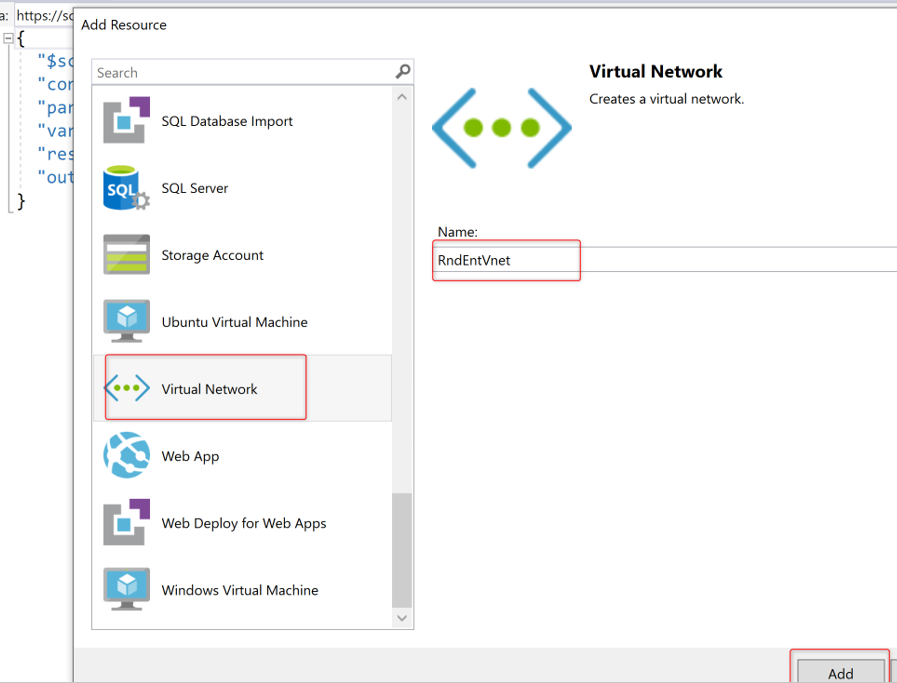 a: https://sc
Add Resource
{
"$sc
"con
"par
"var
"res
"out
}
Search
SQL Database Import
SQL
SQL Server
Storage Account
Ubuntu Virtual Machine
Virtual Network
Web App
Web Deploy for Web Apps
Windows Virtual Machine
Virtual Network
Creates a virtual network.
Name:
RndEntVnet
Add